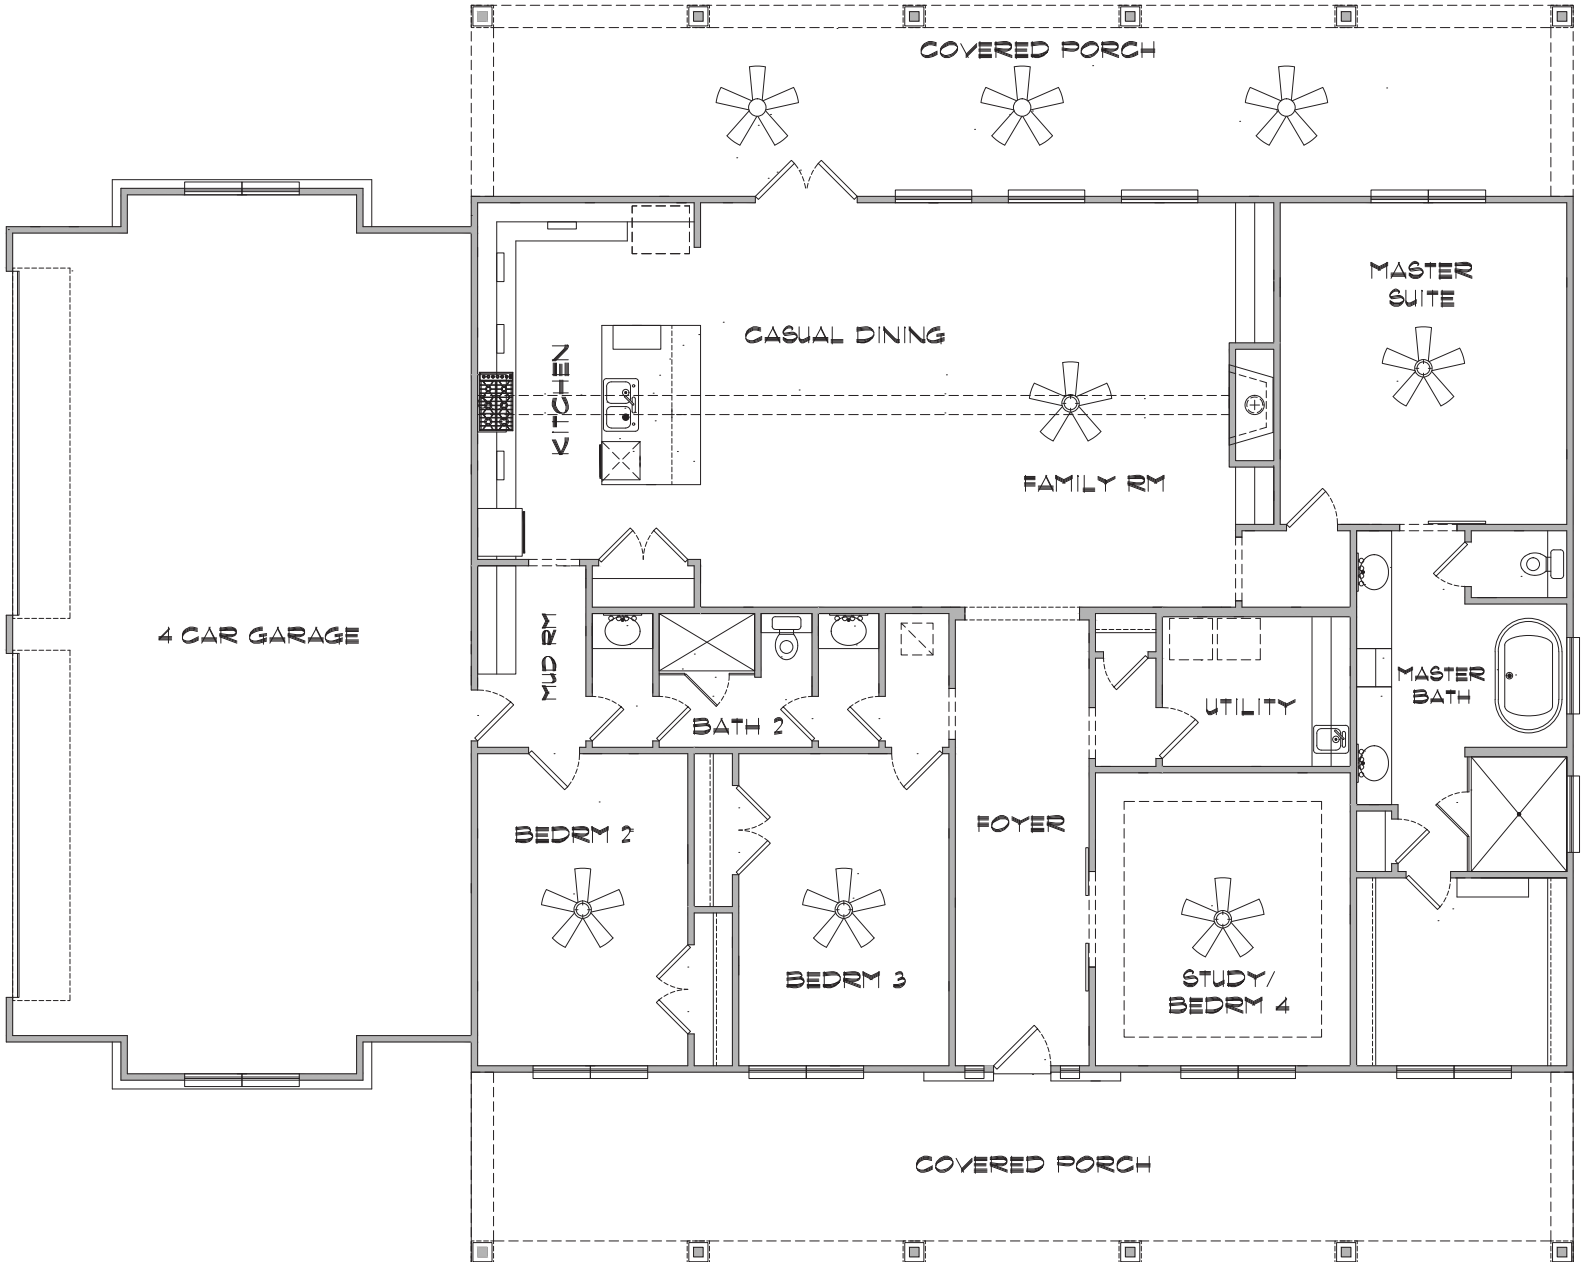 COVERED PORCH
MASTER
SUITE
CASUAL DINING
KITCHEN
FAMILY RM
4 CAR GARAGE
MUD RM
MASTER
BATH
UTILITY
BATH 2
FOYER
BEDRM 2
BEDRM 3
STUDY/
BEDRM 4
COVERED PORCH